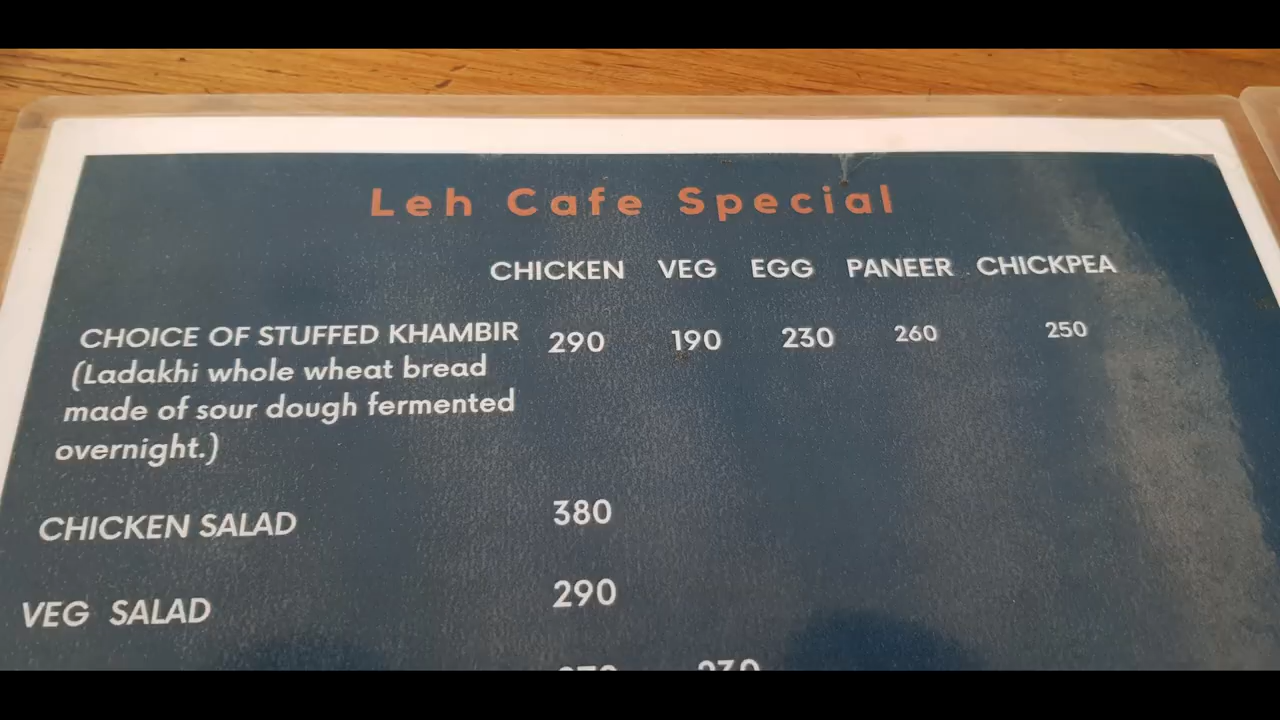 Leh Cafe Special
CHICKEN VEG EGG PANEER CHICKPEA
CHOICE OF STUFFED KHAMBIR 290 190 230 260 250
(Ladakhi whole wheat bread
made of sour dough fermented
overnight.)
CHICKEN SALAD 380
VEG SALAD 290
230